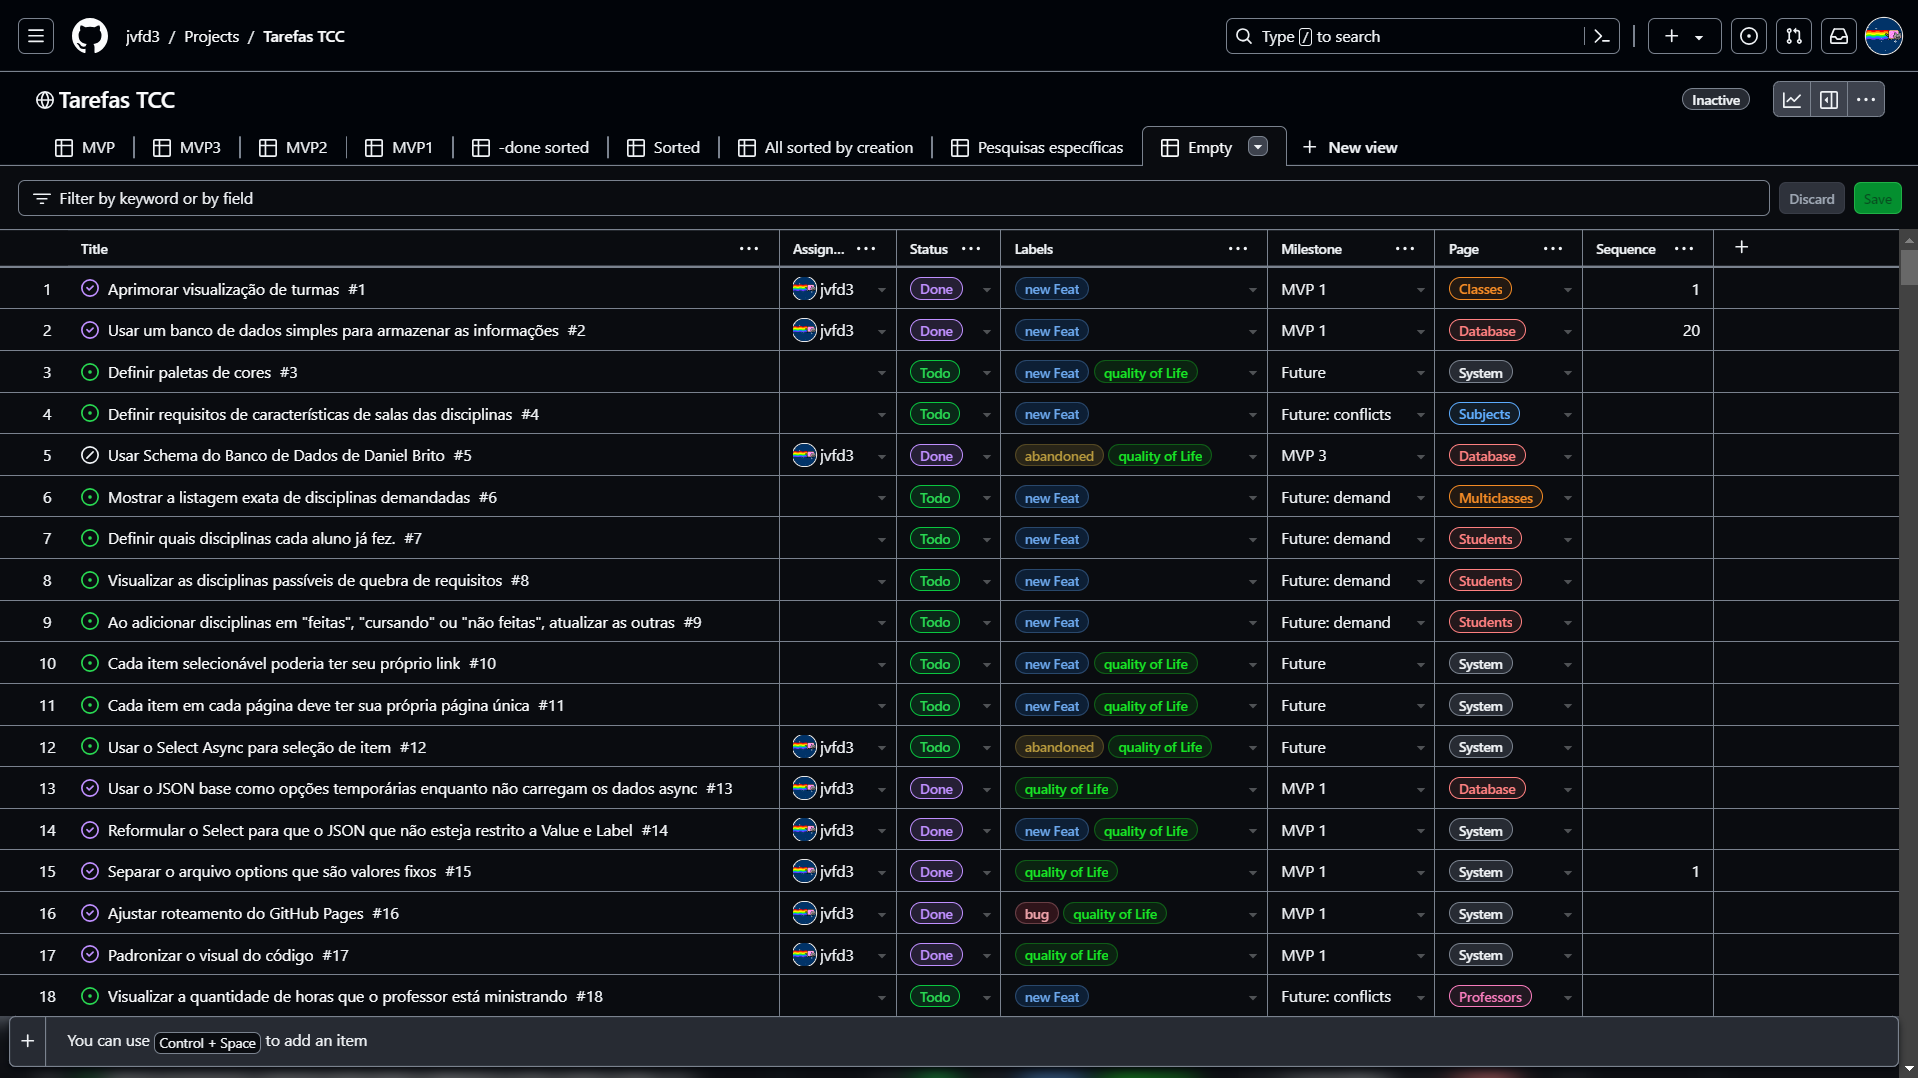 jvfd3 / Projects / Tarefas TCC
Type / to search
Tarefas TCC
Inactive
MVP
MVP3
MVP2
MVP1
-done sorted
Sorted
All sorted by creation
Pesquisas específicas
Empty
New view
Filter by keyword or by field
Discard
Save
Title Assign... Status Labels Milestone Page Sequence
1 Aprimorar visualização de turmas #1 jvfd3 Done new Feat MVP 1 Classes 1
2 Usar um banco de dados simples para armazenar as informações #2 jvfd3 Done new Feat MVP 1 Database 20
3 Definir paletas de cores #3 Todo new Feat quality of Life Future System
4 Definir requisitos de características de salas das disciplinas #4 Todo new Feat Future: conflicts Subjects
5 Usar Schema do Banco de Dados de Daniel Brito #5 jvfd3 Done abandoned quality of Life MVP 3 Database
6 Mostrar a listagem exata de disciplinas demandadas #6 Todo new Feat Future: demand Multiclasses
7 Definir quais disciplinas cada aluno já fez. #7 Todo new Feat Future: demand Students
8 Visualizar as disciplinas passíveis de quebra de requisitos #8 Todo new Feat Future: demand Students
9 Ao adicionar disciplinas em "feitas", "cursando" ou "não feitas", atualizar as outras #9 Todo new Feat Future: demand Students
10 Cada item selecionável poderia ter seu próprio link #10 Todo new Feat quality of Life Future System
11 Cada item em cada página deve ter sua própria página única #11 Todo new Feat quality of Life Future System
12 Usar o Select Async para seleção de item #12 jvfd3 Todo abandoned quality of Life Future System
13 Usar o JSON base como opções temporárias enquanto não carregam os dados async #13 jvfd3 Done quality of Life MVP 1 Database
14 Reformular o Select para que o JSON que não esteja restrito a Value e Label #14 jvfd3 Done new Feat quality of Life MVP 1 System
15 Separar o arquivo options que são valores fixos #15 jvfd3 Done quality of Life MVP 1 System 1
16 Ajustar roteamento do GitHub Pages #16 jvfd3 Done bug quality of Life MVP 1 System
17 Padronizar o visual do código #17 jvfd3 Done quality of Life MVP 1 System
18 Visualizar a quantidade de horas que o professor está ministrando #18 Todo new Feat Future: conflicts Professors
You can use Control + Space to add an item